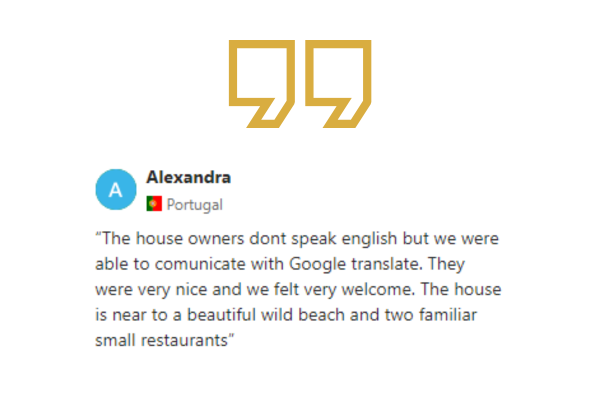 A
Alexandra
Portugal
“The house owners dont speak english but we were
able to comunicate with Google translate. They
were very nice and we felt very welcome. The house
is near to a beautiful wild beach and two familiar
small restaurants”